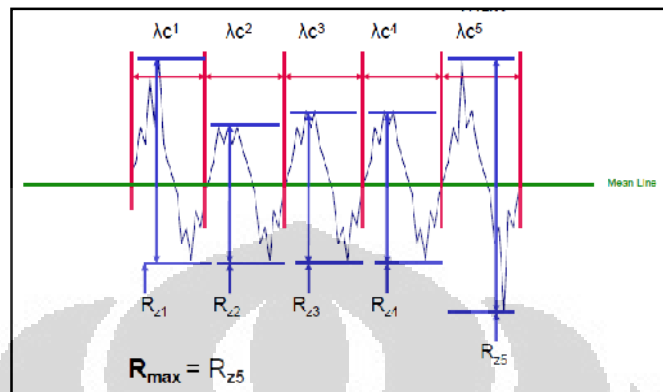 λc¹ λc² λc³ λc⁴ λc⁵
Mean Line
Rz1 Rz2 Rz3 Rz4
Rz5
Rmax = Rz5